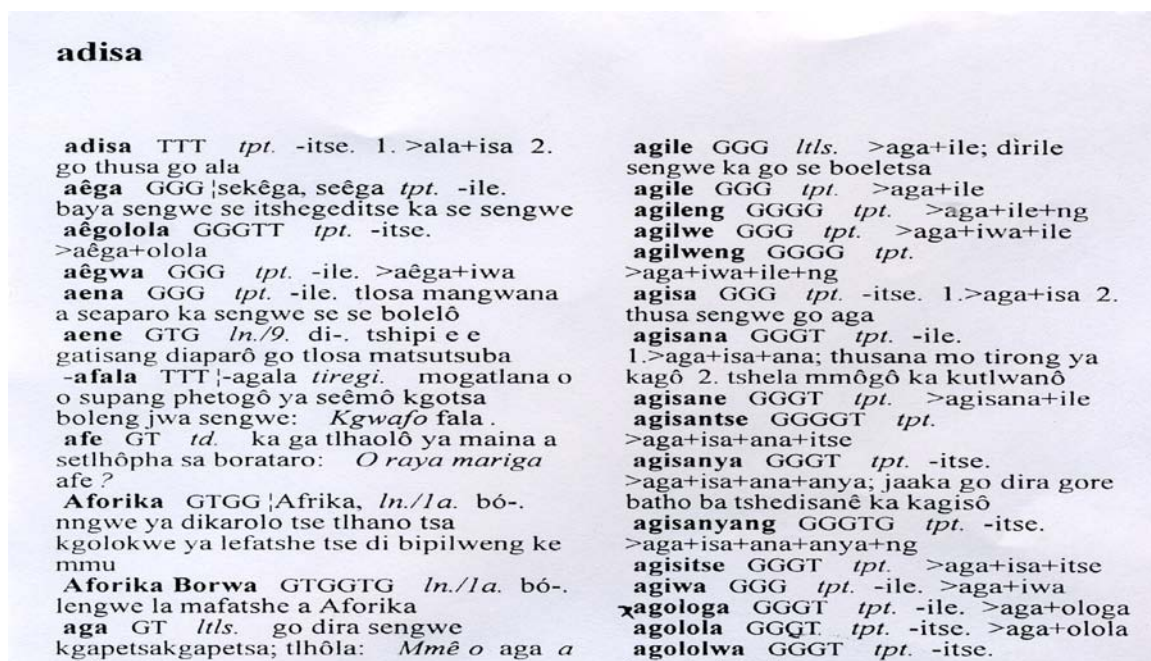 adisa
adisa TTT tpt. -itse. 1. >ala+isa 2.
go thusa go ala
aêga GGG ¦sekêga, seêga tpt. -ile.
baya sengwe se itshegeditse ka se sengwe
aêgolola GGGTT tpt. -itse.
>aêga+olola
aêgwa GGG tpt. -ile. >aêga+iwa
aena GGG tpt. -ile. tlosa mangwana
a seaparo ka sengwe se se bolelô
aene GTG ln./9. di-. tshipi e e
gatisang diaparô go tlosa matsutsuba
-afala TTT ¦-agala tiregi. mogatlana o
o supang phetogô ya seêmô kgotsa
boleng jwa sengwe: Kgwafo fala .
afe GT td. ka ga tlhaolô ya maina a
setlhôpha sa borataro: O raya mariga
afe ?
Aforika GTGG ¦Afrika, ln./1a. bó-.
nngwe ya dikarolo tse tlhano tsa
kgolokwe ya lefatshe tse di bipilweng ke
mmu
Aforika Borwa GTGGTG ln./1a. bó-.
lengwe la mafatshe a Aforika
aga GT ltls. go dira sengwe
kgapetsakgapetsa; tlhôla: Mmê o aga a
agile GGG ltls. >aga+ile; dirile
sengwe ka go se boeletsa
agile GGG tpt. >aga+ile
agileng GGGG tpt. >aga+ile+ng
agilwe GGG tpt. >aga+iwa+ile
agilweng GGGG tpt.
>aga+iwa+ile+ng
agisa GGG tpt. -itse. 1.>aga+isa 2.
thusa sengwe go aga
agisana GGGT tpt. -ile.
1.>aga+isa+ana; thusana mo tirong ya
kagô 2. tshela mmôgô ka kutlwanô
agisane GGGT tpt. >agisana+ile
agisantse GGGGT tpt.
>aga+isa+ana+itse
agisanya GGGT tpt. -itse.
>aga+isa+ana+anya; jaaka go dira gore
batho ba tshedisanê ka kagisô
agisanyang GGGTG tpt. -itse.
>aga+isa+ana+anya+ng
agisitse GGGT tpt. >aga+isa+itse
agiwa GGG tpt. -ile. >aga+iwa
agologa GGGT tpt. -ile. >aga+ologa
agolola GGGT tpt. -itse. >aga+olola
agololwa GGGT tpt. -itse.